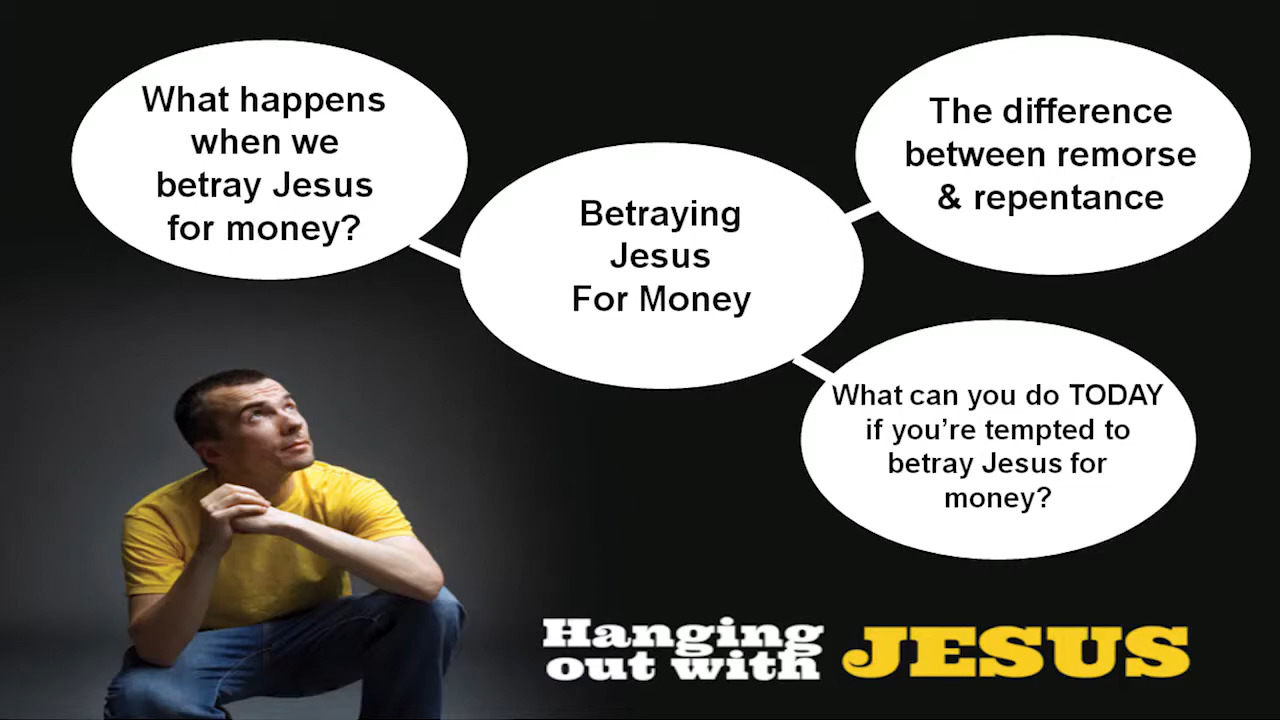 What happens
when we
betray Jesus
for money?
Betraying
Jesus
For Money
The difference
between remorse
& repentance
What can you do TODAY
if you’re tempted to
betray Jesus for
money?
Hanging
out with
JESUS